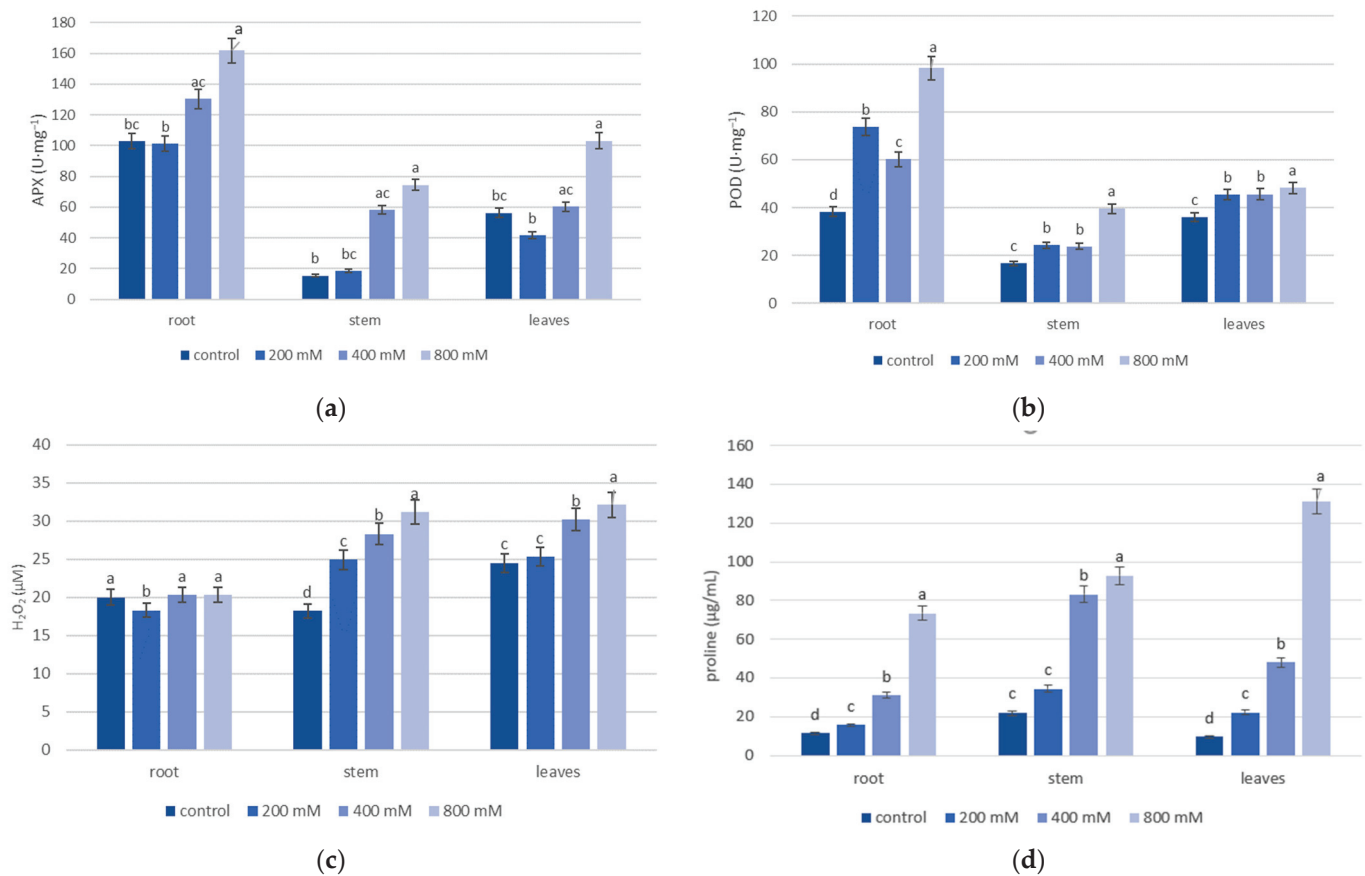 180
160
140
120
100
80
60
40
20
0
APX (U·mg⁻¹)
bc
b
ac
a
b
bc
ac
a
bc
b
ac
a
root
stem
leaves
control
200 mM
400 mM
800 mM
(a)
120
100
80
60
40
20
0
POD (U·mg⁻¹)
d
b
c
a
c
b
b
a
c
b
b
a
root
stem
leaves
control
200 mM
400 mM
800 mM
(b)
40
35
30
25
20
15
10
5
0
H₂O₂ (µM)
a
b
a
a
d
c
b
a
c
c
b
a
root
stem
leaves
control
200 mM
400 mM
800 mM
(c)
160
140
120
100
80
60
40
20
0
proline (µg/mL)
d
c
b
a
c
c
b
a
d
c
b
a
root
stem
leaves
control
200 mM
400 mM
800 mM
(d)